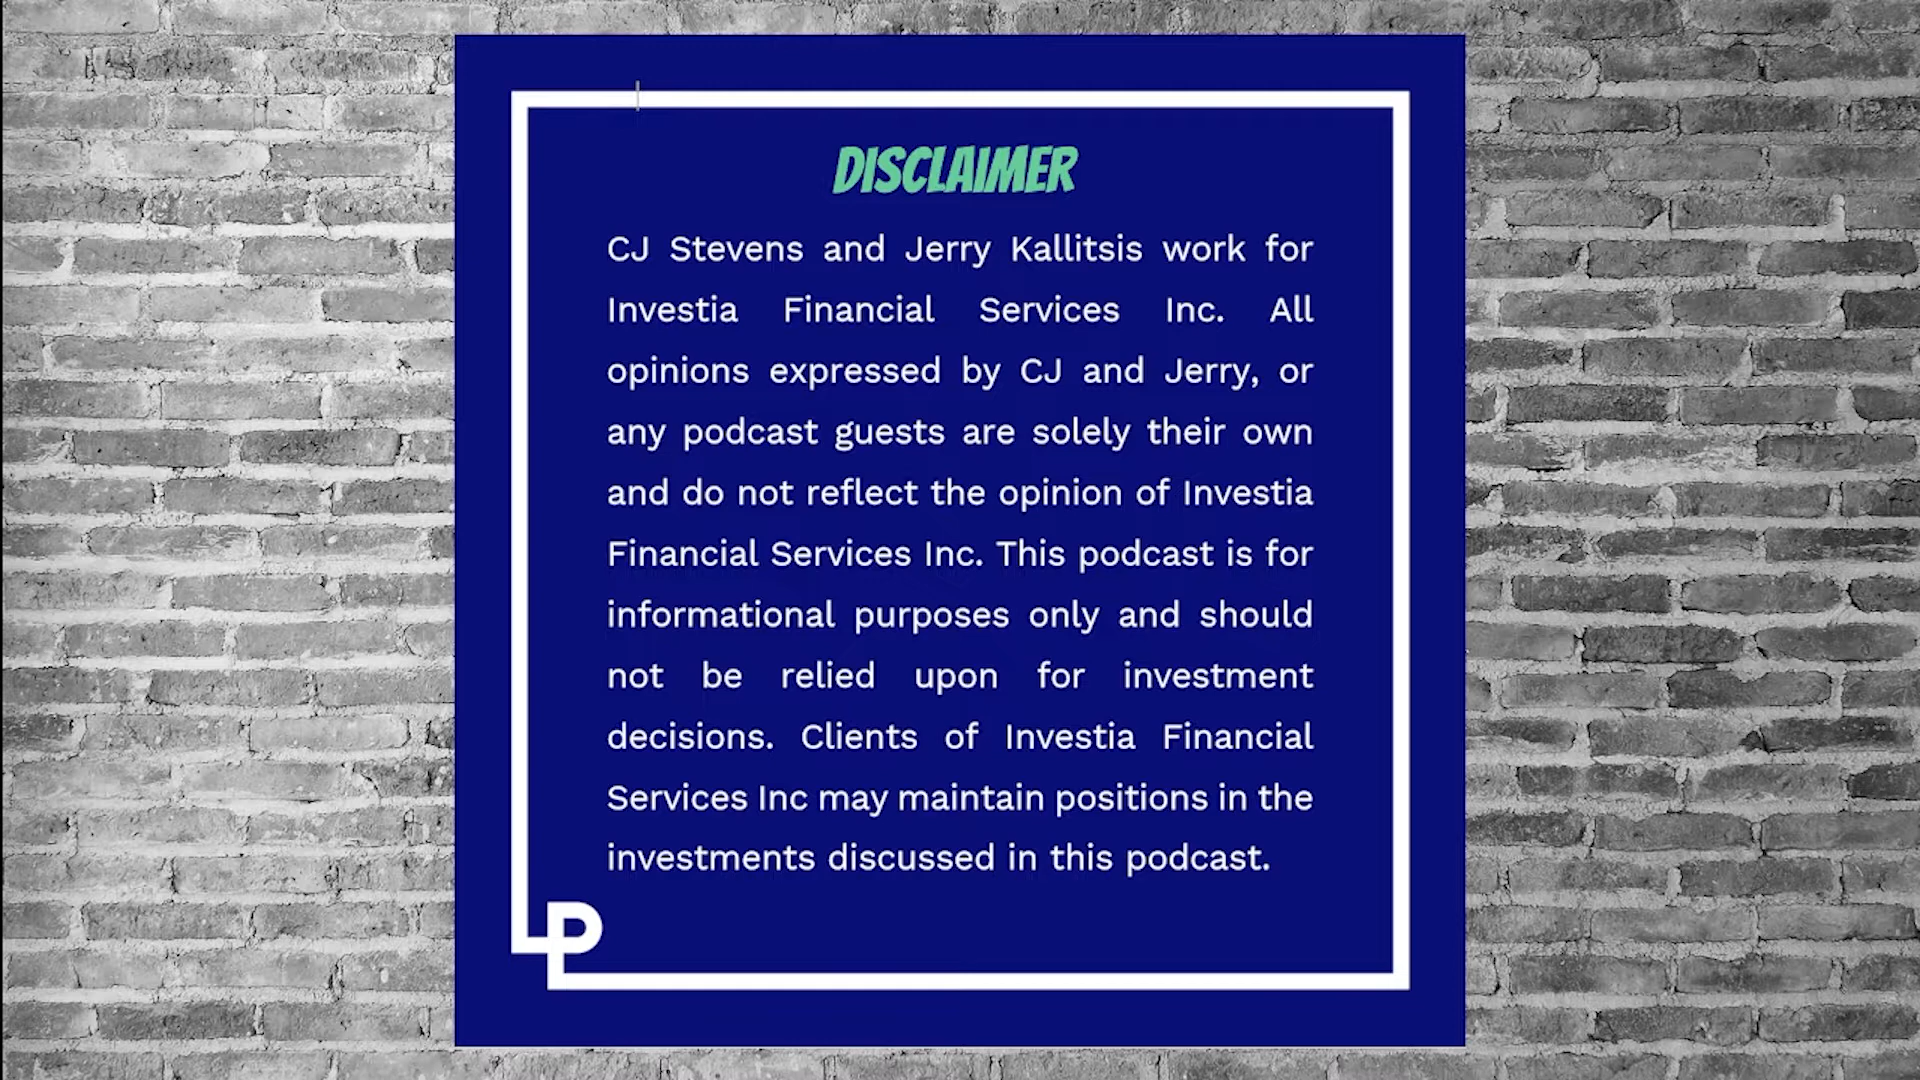 DISCLAIMER
CJ Stevens and Jerry Kallitsis work for
Investia Financial Services Inc. All
opinions expressed by CJ and Jerry, or
any podcast guests are solely their own
and do not reflect the opinion of Investia
Financial Services Inc. This podcast is for
informational purposes only and should
not be relied upon for investment
decisions. Clients of Investia Financial
Services Inc may maintain positions in the
investments discussed in this podcast.
LP